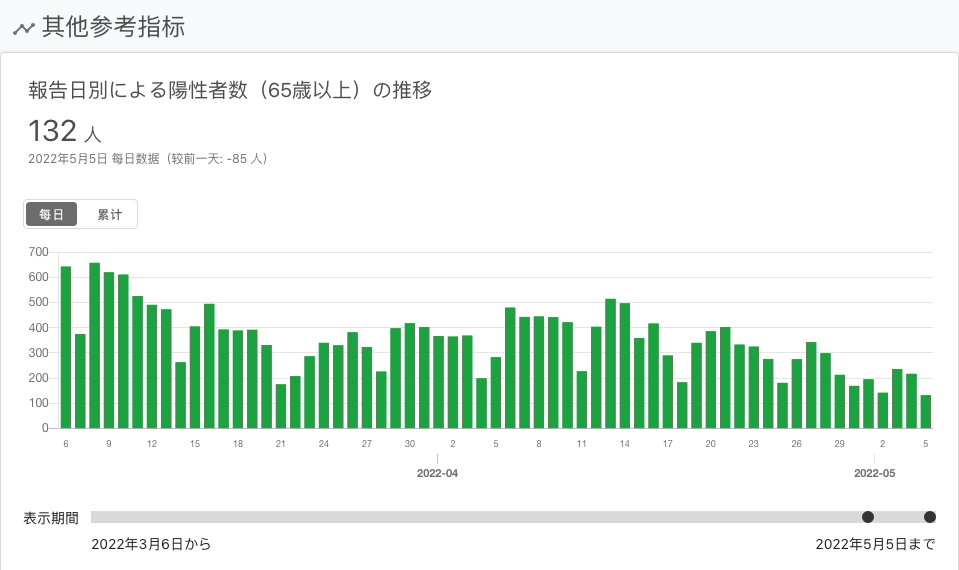 其他参考指标
報告日別による陽性者数（65歳以上）の推移
132 人
2022年5月5日 每日数据（较前一天: -85 人）
每日 累计
700
600
500
400
300
200
100
0
6 9 12 15 18 21 24 27 30 2 5 8 11 14 17 20 23 26 29 2 5
2022-04 2022-05
表示期間
2022年3月6日から 2022年5月5日まで